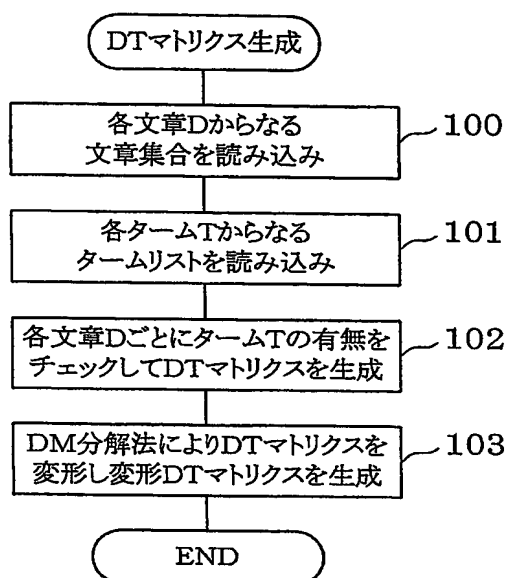 DTマトリクス生成
各文章Dからなる
文章集合を読み込み
100
各タームTからなる
タームリストを読み込み
101
各文章DごとにタームTの有無を
チェックしてDTマトリクスを生成
102
DM分解法によりDTマトリクスを
変形し変形DTマトリクスを生成
103
END